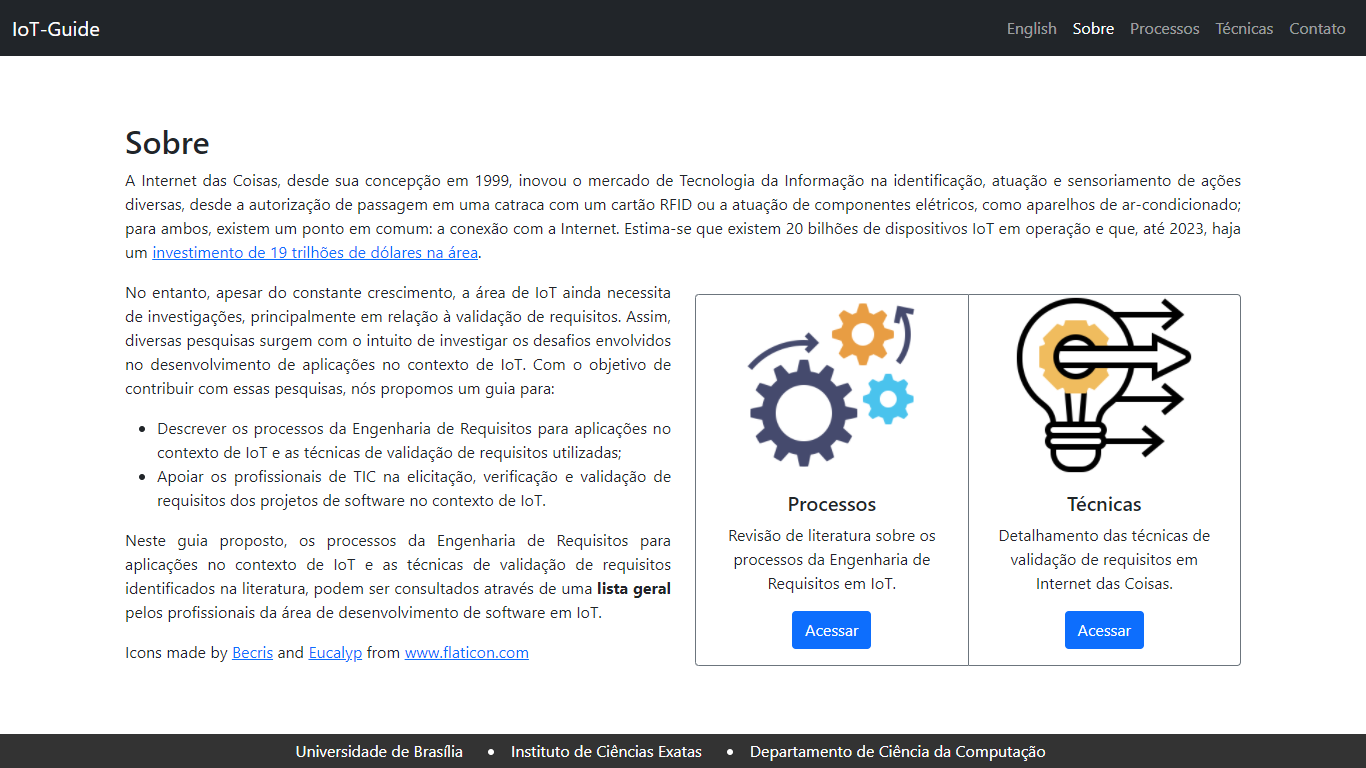 IoT-Guide
English Sobre Processos Técnicas Contato
Sobre
A Internet das Coisas, desde sua concepção em 1999, inovou o mercado de Tecnologia da Informação na identificação, atuação e sensoriamento de ações
diversas, desde a autorização de passagem em uma catraca com um cartão RFID ou a atuação de componentes elétricos, como aparelhos de ar-condicionado;
para ambos, existem um ponto em comum: a conexão com a Internet. Estima-se que existem 20 bilhões de dispositivos IoT em operação e que, até 2023, haja
um investimento de 19 trilhões de dólares na área.
No entanto, apesar do constante crescimento, a área de IoT ainda necessita
de investigações, principalmente em relação à validação de requisitos. Assim,
diversas pesquisas surgem com o intuito de investigar os desafios envolvidos
no desenvolvimento de aplicações no contexto de IoT. Com o objetivo de
contribuir com essas pesquisas, nós propomos um guia para:
• Descrever os processos da Engenharia de Requisitos para aplicações no
contexto de IoT e as técnicas de validação de requisitos utilizadas;
• Apoiar os profissionais de TIC na elicitação, verificação e validação de
requisitos dos projetos de software no contexto de IoT.
Neste guia proposto, os processos da Engenharia de Requisitos para
aplicações no contexto de IoT e as técnicas de validação de requisitos
identificados na literatura, podem ser consultados através de uma lista geral
pelos profissionais da área de desenvolvimento de software em IoT.
Icons made by Becris and Eucalyp from www.flaticon.com
Processos
Revisão de literatura sobre os
processos da Engenharia de
Requisitos em IoT.
Acessar
Técnicas
Detalhamento das técnicas de
validação de requisitos em
Internet das Coisas.
Acessar
Universidade de Brasília • Instituto de Ciências Exatas • Departamento de Ciência da Computação